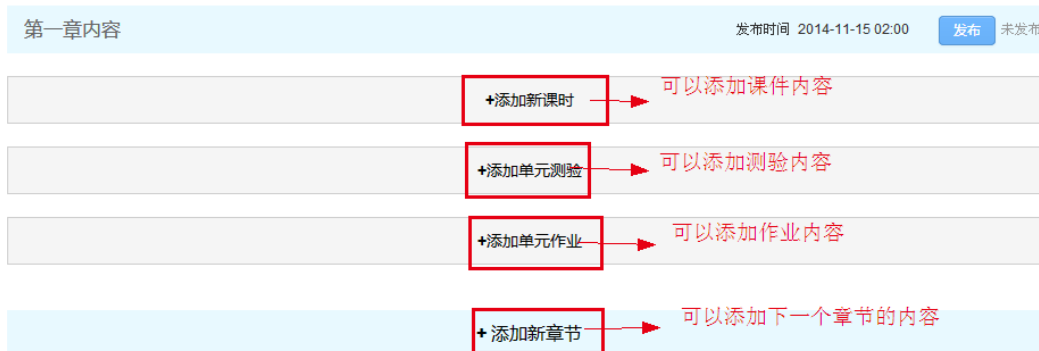 第一章内容 发布时间 2014-11-15 02:00 发布 未发布
+添加新课时 可以添加课件内容
+添加单元测验 可以添加测验内容
+添加单元作业 可以添加作业内容
+ 添加新章节 可以添加下一个章节的内容